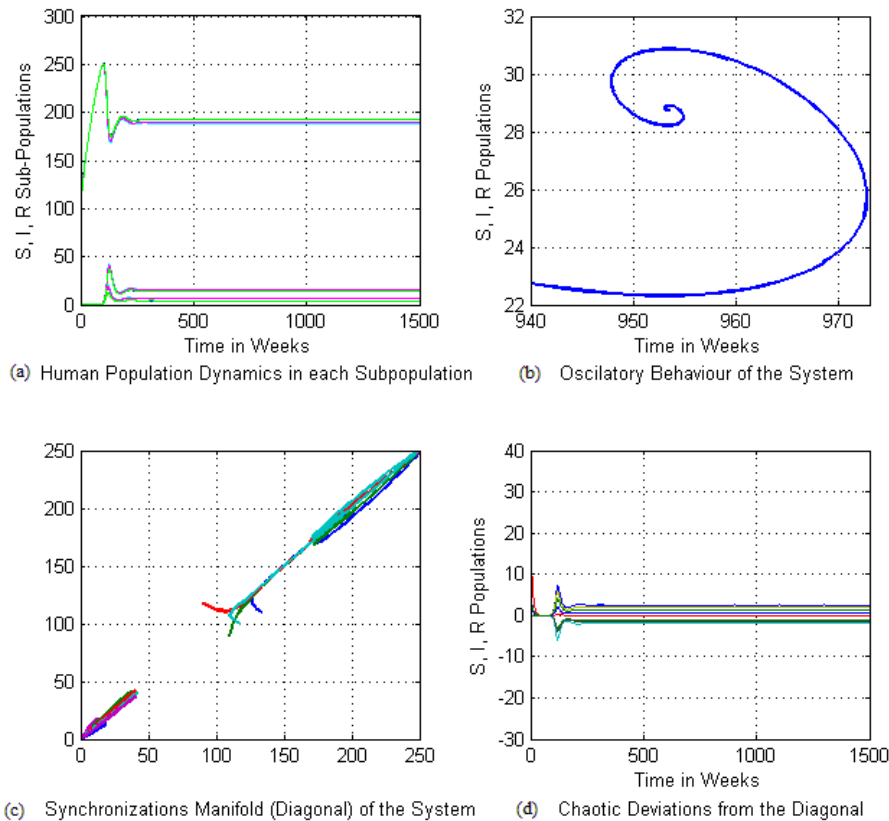 300
250
200
150
100
50
0
S, I, R Sub-Populations
0 500 1000 1500
Time in Weeks
(a) Human Population Dynamics in each Subpopulation
32
30
28
26
24
22
S, I, R Populations
940 950 960 970
Time in Weeks
(b) Oscilatory Behaviour of the System
250
200
150
100
50
0
0 50 100 150 200 250
(c) Synchronizations Manifold (Diagonal) of the System
40
30
20
10
0
-10
-20
-30
S, I, R Populations
0 500 1000 1500
Time in Weeks
(d) Chaotic Deviations from the Diagonal